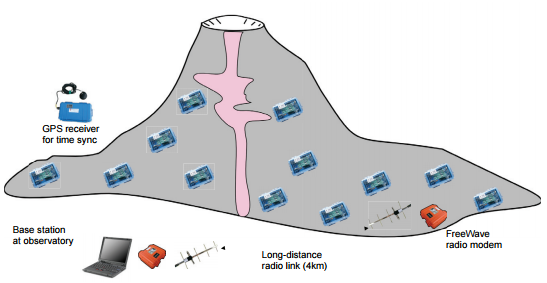 GPS receiver
for time sync
Base station
at observatory
Long-distance
radio link (4km)
FreeWave
radio modem